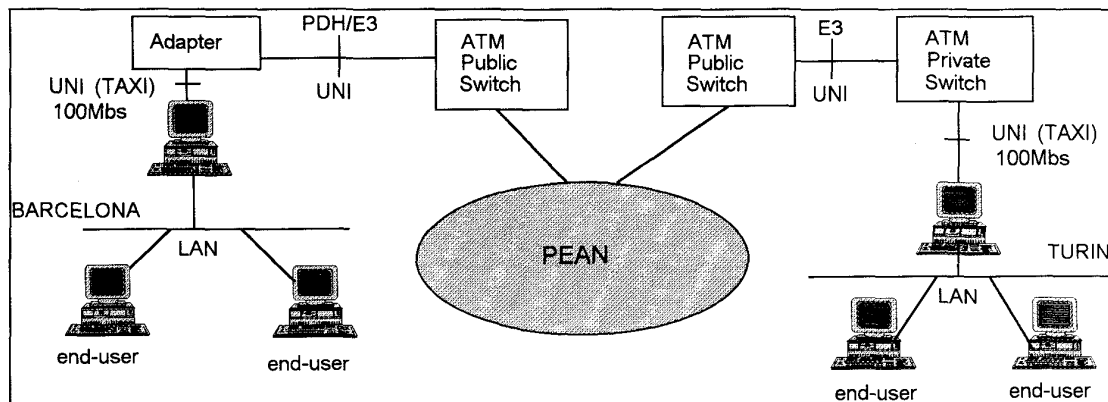 Adapter
PDH/E3
UNI
ATM
Public
Switch
ATM
Public
Switch
E3
UNI
ATM
Private
Switch
UNI (TAXI)
100Mbs
UNI (TAXI)
100Mbs
BARCELONA
LAN
PEAN
TURIN
LAN
end-user
end-user
end-user
end-user